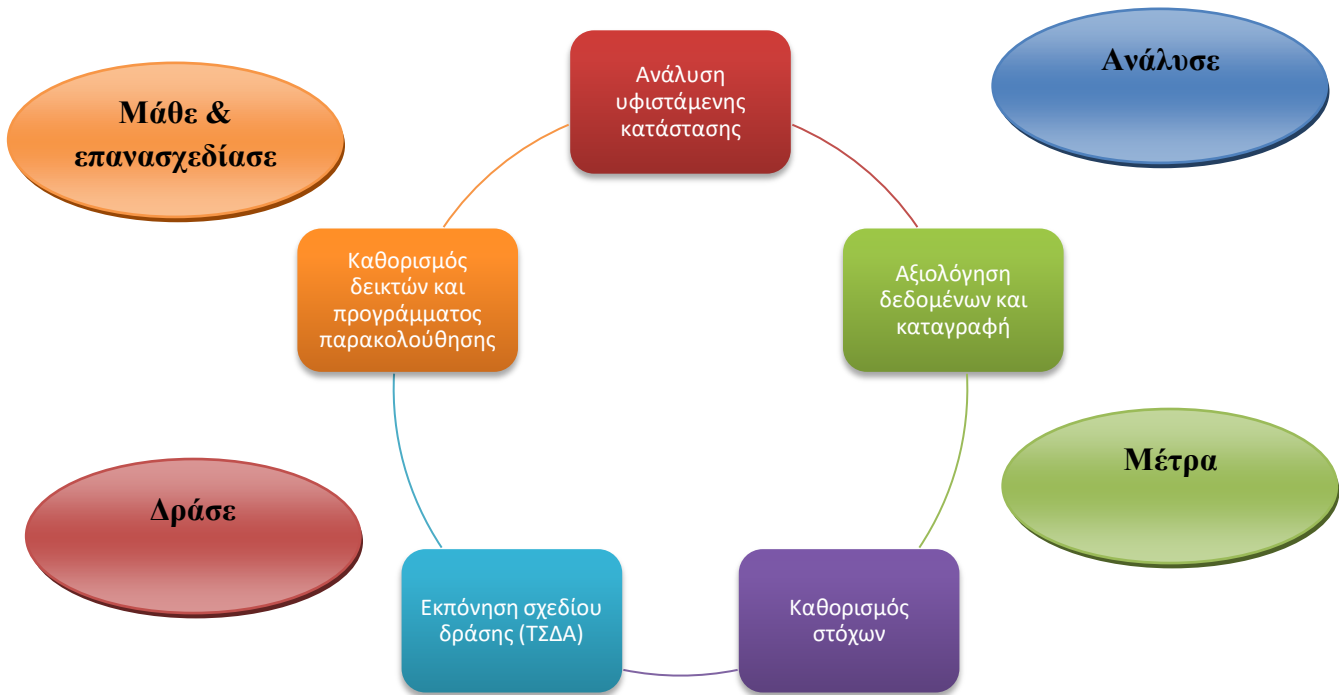 Ανάλυση
υφιστάμενης
κατάστασης
Ανάλυσε
Μάθε &
επανασχεδίασε
Καθορισμός
δεικτών και
προγράμματος
παρακολούθησης
Αξιολόγηση
δεδομένων και
καταγραφή
Μέτρα
Δράσε
Εκπόνηση σχεδίου
δράσης (ΤΣΔΑ)
Καθορισμός
στόχων